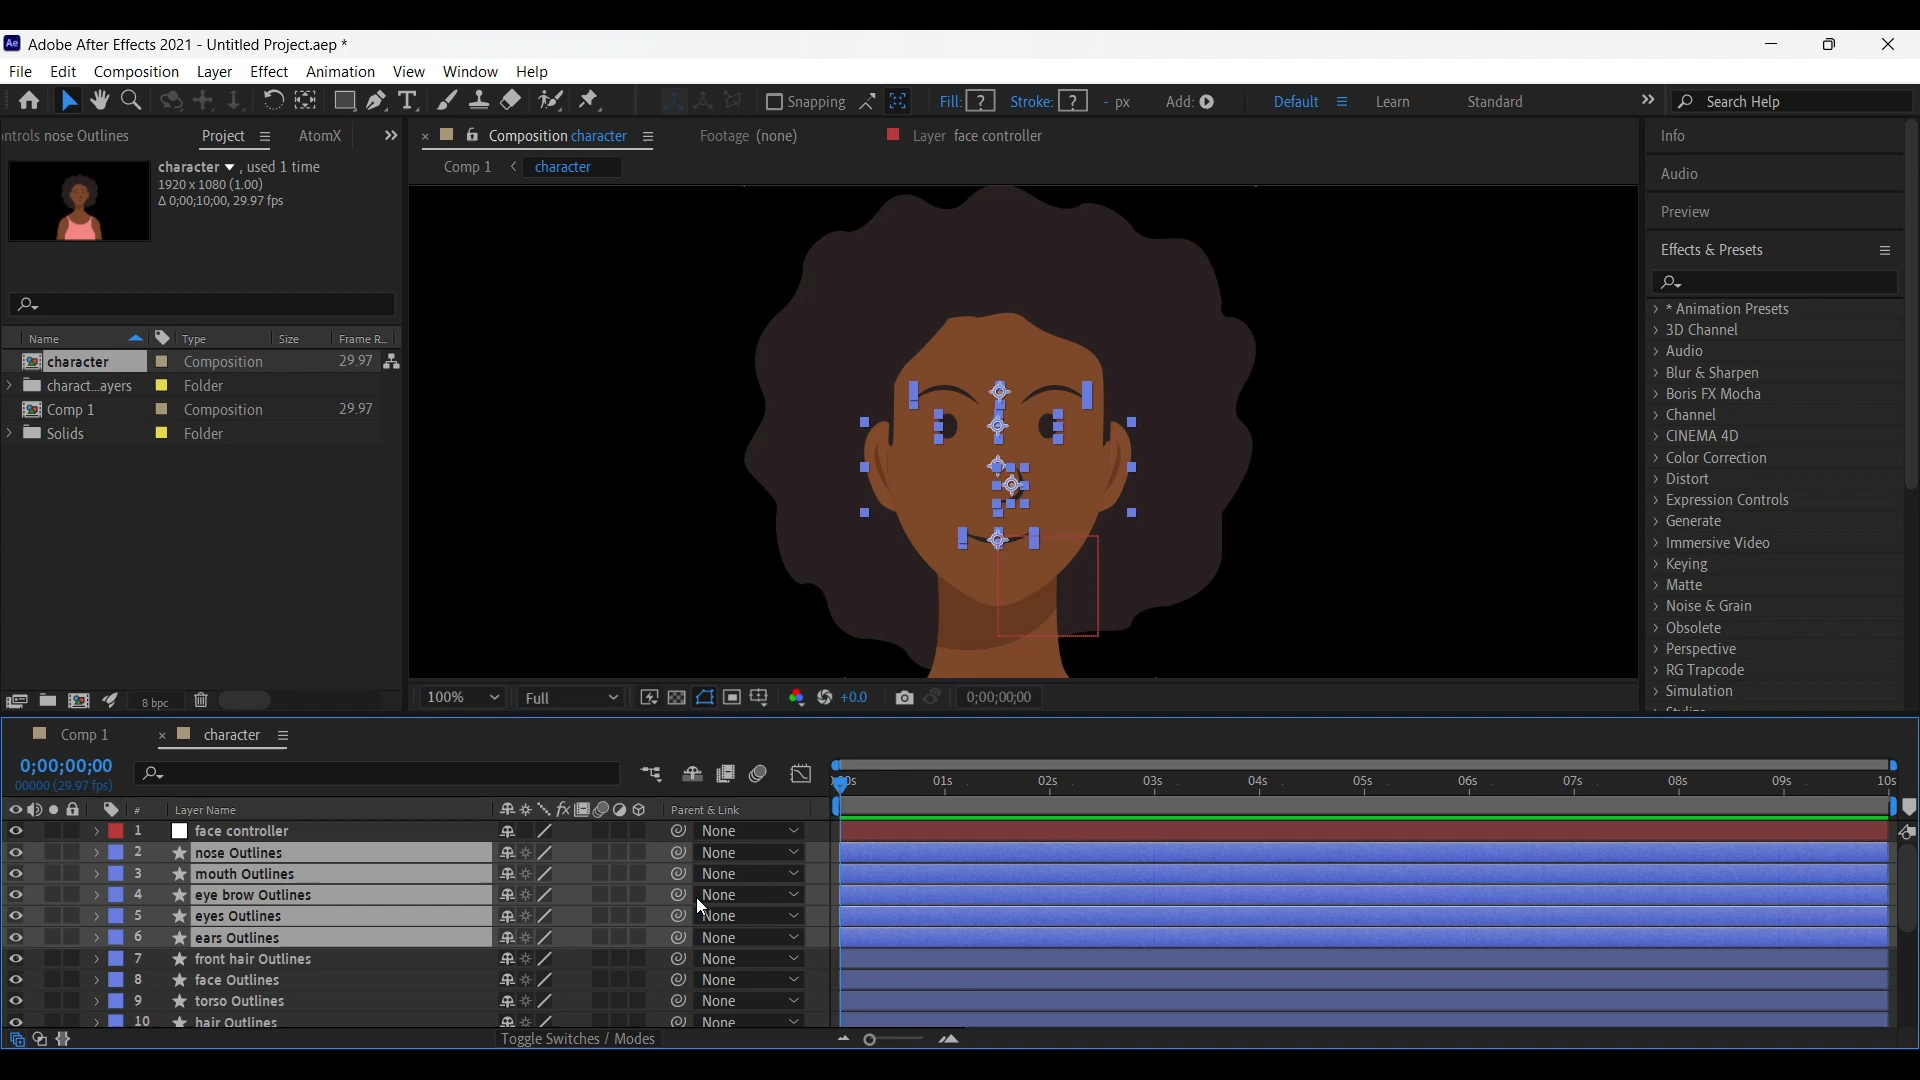 Ae Adobe After Effects 2021 - Untitled Project.aep *
File Edit Composition Layer Effect Animation View Window Help
Snapping Fill: ? Stroke: ? - px Add: Default Learn Standard Search Help
ntrols nose Outlines Project AtomX
Composition character Footage (none) Layer face controller
Comp 1 < character
character , used 1 time
1920 x 1080 (1.00)
Δ 0;00;10;00, 29.97 fps
Name Type Size Frame R...
character Composition 29.97
charact...ayers Folder
Comp 1 Composition 29.97
Solids Folder
8 bpc
100% Full +0.0 0;00;00;00
Info
Audio
Preview
Effects & Presets
* Animation Presets
3D Channel
Audio
Blur & Sharpen
Boris FX Mocha
Channel
CINEMA 4D
Color Correction
Distort
Expression Controls
Generate
Immersive Video
Keying
Matte
Noise & Grain
Obsolete
Perspective
RG Trapcode
Simulation
Comp 1 character
0;00;00;00
00000 (29.97 fps)
01s 02s 03s 04s 05s 06s 07s 08s 09s 10s
# Layer Name fx Parent & Link
1 face controller None
2 nose Outlines None
3 mouth Outlines None
4 eye brow Outlines None
5 eyes Outlines None
6 ears Outlines None
7 front hair Outlines None
8 face Outlines None
9 torso Outlines None
10 hair Outlines None
Toggle Switches / Modes